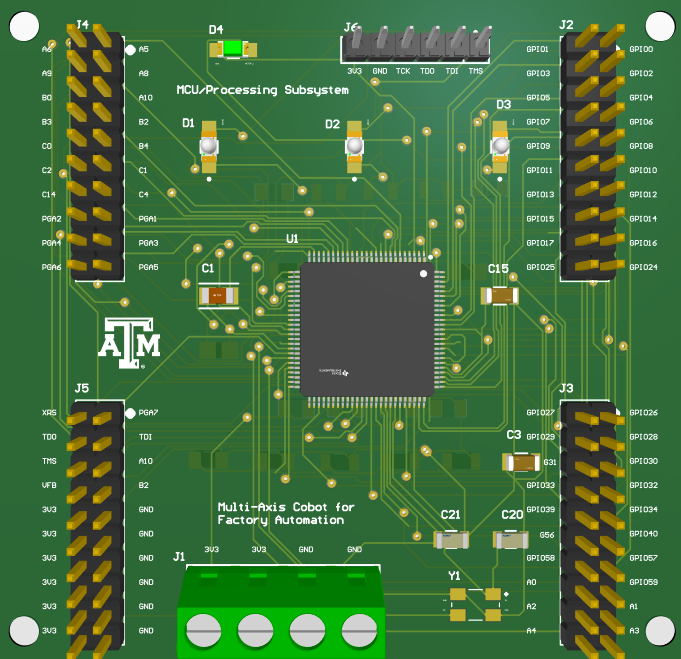 J4
D4
J6
J2
A6
A5
GPIO1
GPIO0
3V3 GND TCK TDO TDI TMS
A9
A8
GPIO3
GPIO2
MCU/Processing Subsystem
B0
A10
GPIO5
GPIO4
D3
B3
B2
D1
D2
GPIO7
GPIO6
C0
B4
GPIO9
GPIO8
C2
C1
GPIO11
GPIO10
C14
C4
GPIO13
GPIO12
PGA2
PGA1
GPIO15
GPIO14
U1
PGA4
PGA3
GPIO17
GPIO16
PGA6
PGA5
C1
C15
GPIO25
GPIO24
ATM
J5
J3
XRS
PGA7
GPIO27
GPIO26
TDO
TDI
C3
GPIO29
GPIO28
TMS
A10
G31
GPIO30
VFB
B2
GPIO33
GPIO32
3V3
GND
Multi-Axis Cobot for
Factory Automation
C21
C20
GPIO39
GPIO34
3V3
GND
G56
GPIO40
J1
3V3 3V3 GND GND
3V3
GND
GPIO58
GPIO57
3V3
GND
Y1
A0
GPIO59
3V3
GND
A2
A1
3V3
GND
A4
A3